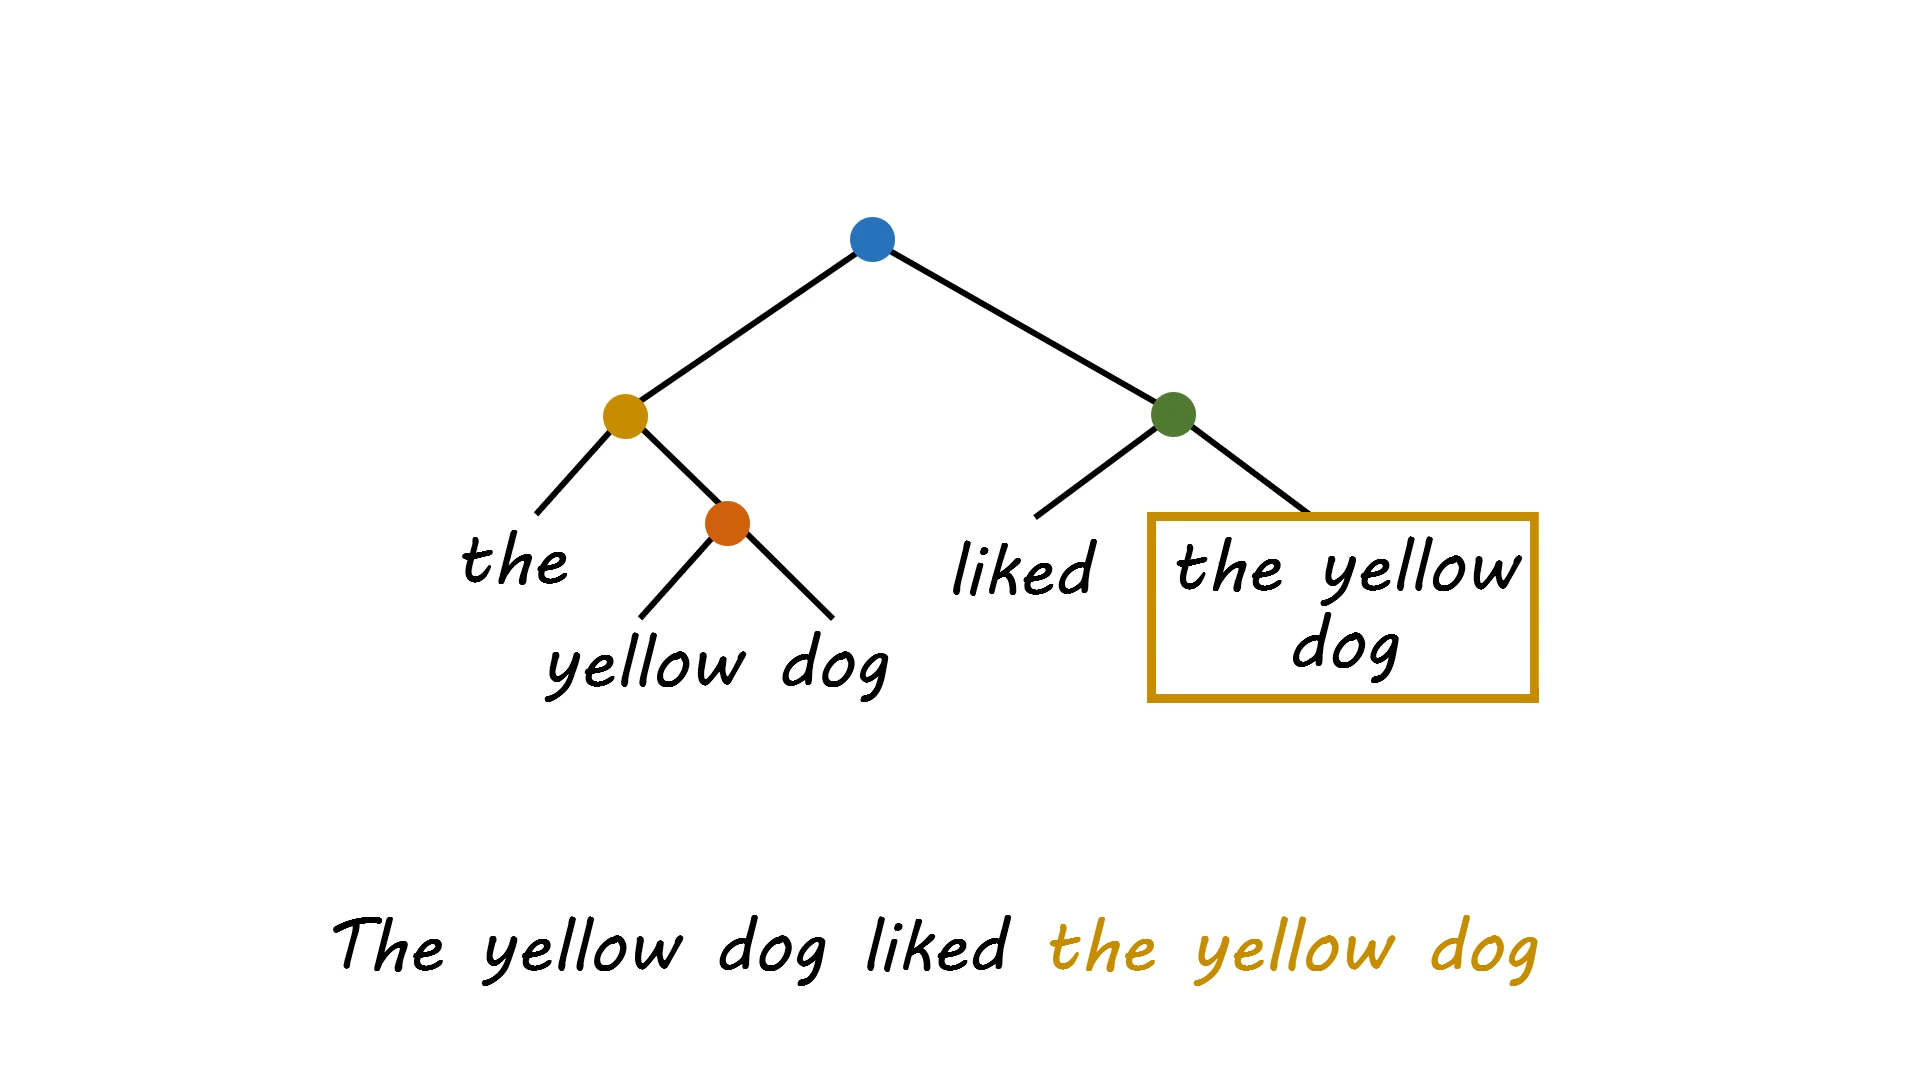 the
yellow dog
liked
the yellow
dog
The yellow dog liked the yellow dog